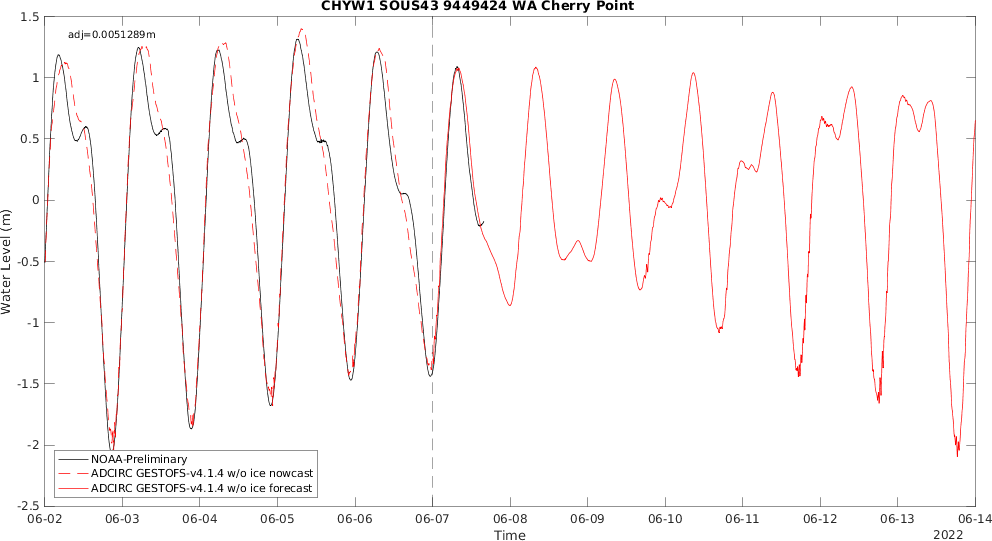 CHYW1 SOUS43 9449424 WA Cherry Point
adj=0.0051289m
1.5
1
0.5
0
-0.5
-1
-1.5
-2
-2.5
Water Level (m)
NOAA-Preliminary
ADCIRC GESTOFS-v4.1.4 w/o ice nowcast
ADCIRC GESTOFS-v4.1.4 w/o ice forecast
06-02 06-03 06-04 06-05 06-06 06-07 06-08 06-09 06-10 06-11 06-12 06-13 06-14
Time
2022